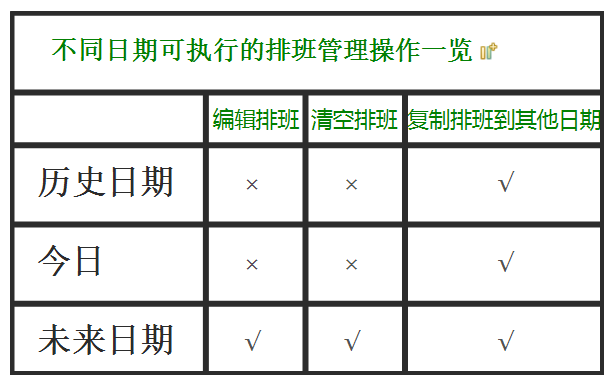 不同日期可执行的排班管理操作一览
编辑排班 清空排班 复制排班到其他日期
历史日期 × × √
今日 × × √
未来日期 √ √ √